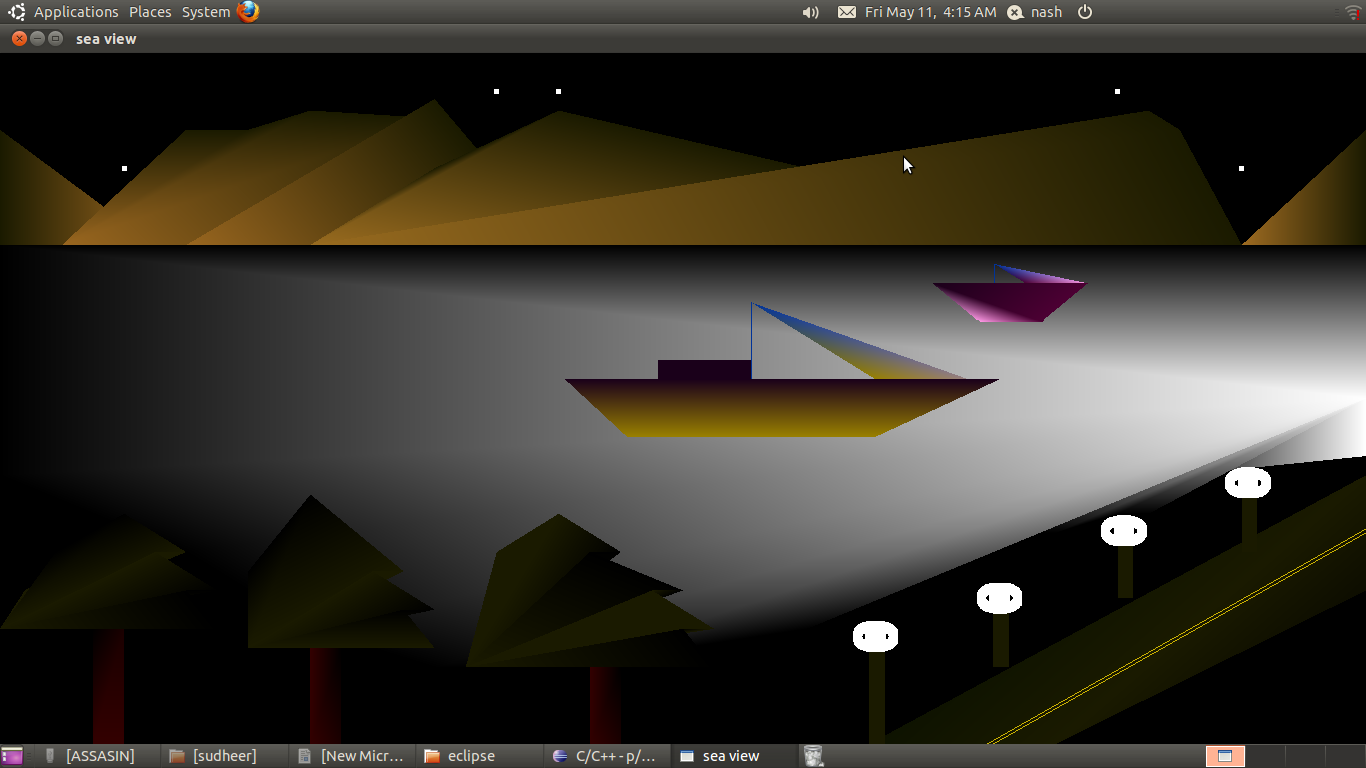 Applications Places System Fri May 11, 4:15 AM nash
sea view
[ASSASIN] [sudheer] [New Micr... eclipse C/C++ - p/... sea view